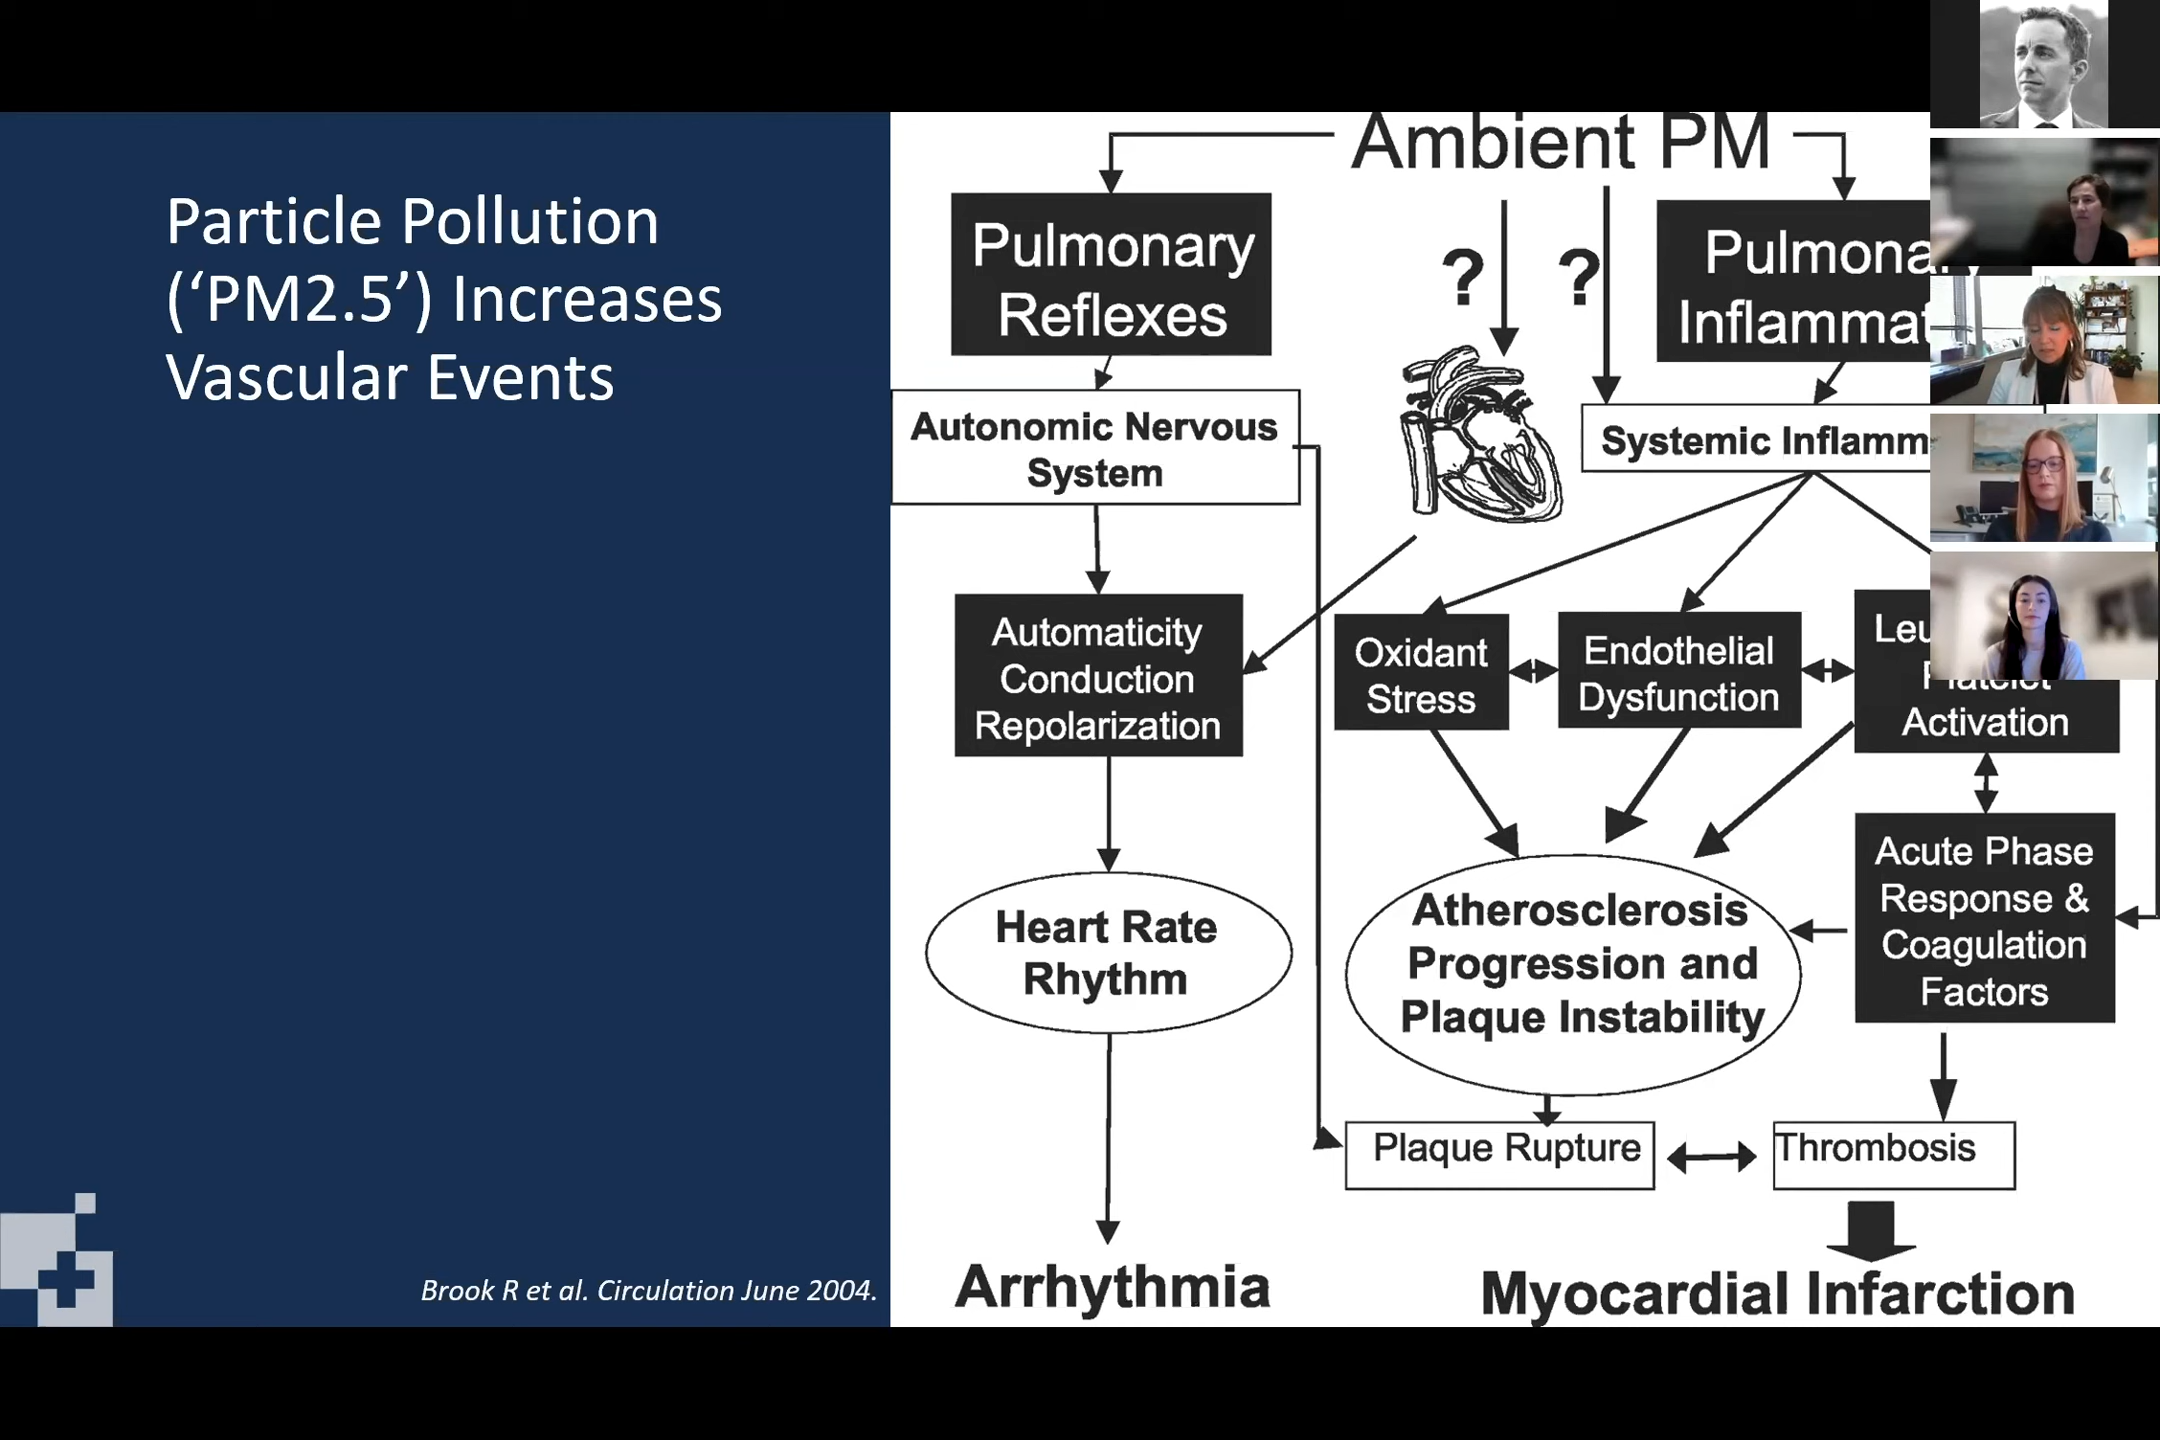 Particle Pollution
(‘PM2.5’) Increases
Vascular Events
Brook R et al. Circulation June 2004.
Ambient PM
Pulmonary
Reflexes
?
?
Autonomic Nervous
System
Systemic
Automaticity
Conduction
Repolarization
Oxidant
Stress
Endothelial
Dysfunction
Platelet
Activation
Heart Rate
Rhythm
Atherosclerosis
Progression and
Plaque Instability
Acute Phase
Response &
Coagulation
Factors
Plaque Rupture
Thrombosis
Arrhythmia
Myocardial Infarction